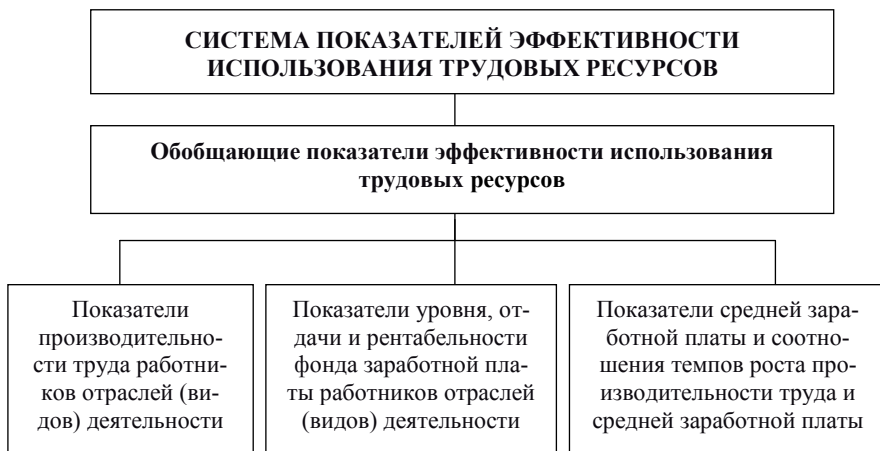 СИСТЕМА ПОКАЗАТЕЛЕЙ ЭФФЕКТИВНОСТИ
ИСПОЛЬЗОВАНИЯ ТРУДОВЫХ РЕСУРСОВ
Обобщающие показатели эффективности использования
трудовых ресурсов
Показатели
производительно-
сти труда работни-
ков отраслей (ви-
дов) деятельности
Показатели уровня, от-
дачи и рентабельности
фонда заработной пла-
ты работников отраслей
(видов) деятельности
Показатели средней зара-
ботной платы и соотно-
шения темпов роста про-
изводительности труда и
средней заработной платы